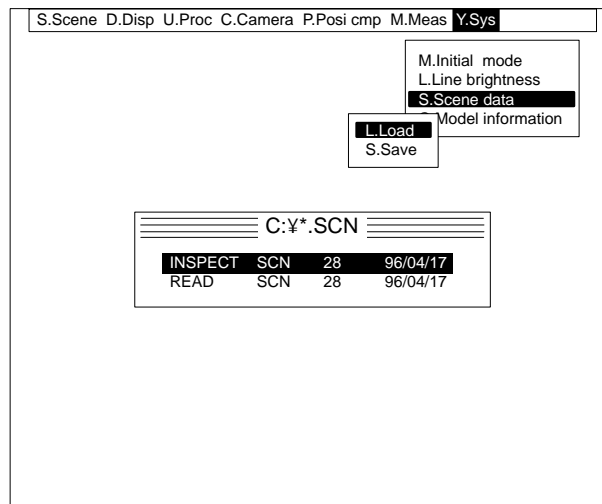 S.Scene D.Disp U.Proc C.Camera P.Posi cmp M.Meas Y.Sys
M.Initial mode
L.Line brightness
S.Scene data
Model information
L.Load
S.Save
C:¥*.SCN
INSPECT SCN 28 96/04/17
READ SCN 28 96/04/17